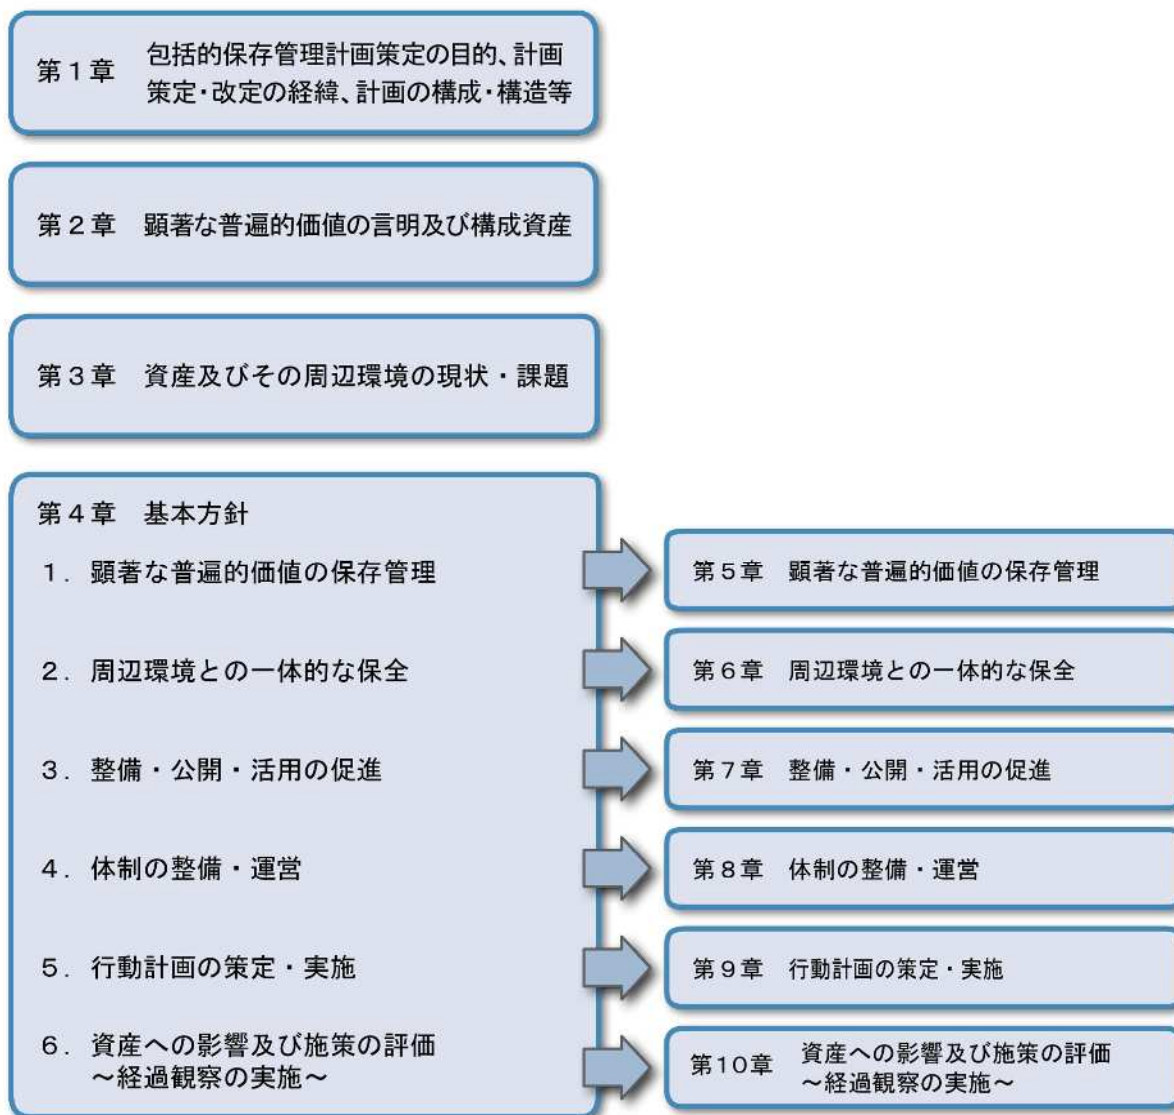 第１章 包括的保存管理計画策定の目的、計画
策定・改定の経緯、計画の構成・構造等
第２章 顕著な普遍的価値の言明及び構成資産
第３章 資産及びその周辺環境の現状・課題
第４章 基本方針
１．顕著な普遍的価値の保存管理
第５章 顕著な普遍的価値の保存管理
２．周辺環境との一体的な保全
第６章 周辺環境との一体的な保全
３．整備・公開・活用の促進
第７章 整備・公開・活用の促進
４．体制の整備・運営
第８章 体制の整備・運営
５．行動計画の策定・実施
第９章 行動計画の策定・実施
６．資産への影響及び施策の評価
～経過観察の実施～
第１０章 資産への影響及び施策の評価
～経過観察の実施～